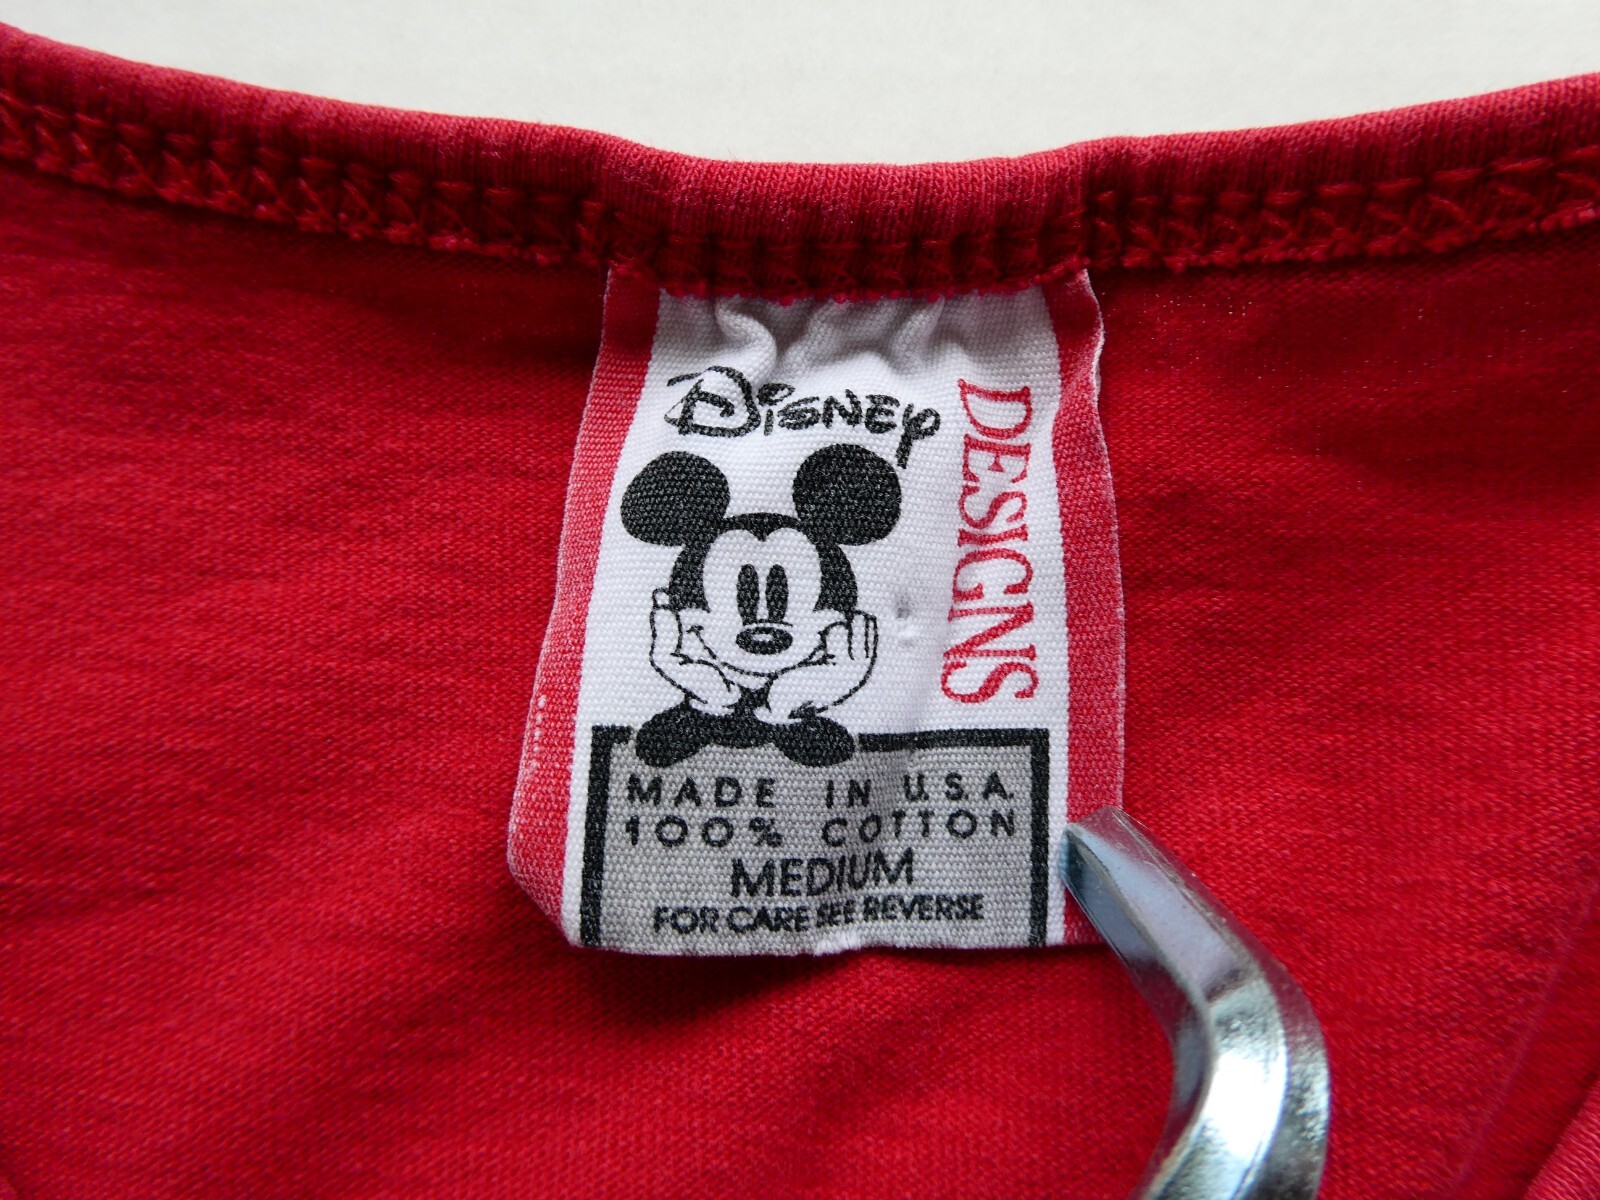 Disney
DESIGNS
MADE IN U.S.A.
100% COTTON
MEDIUM
FOR CARE SEE REVERSE